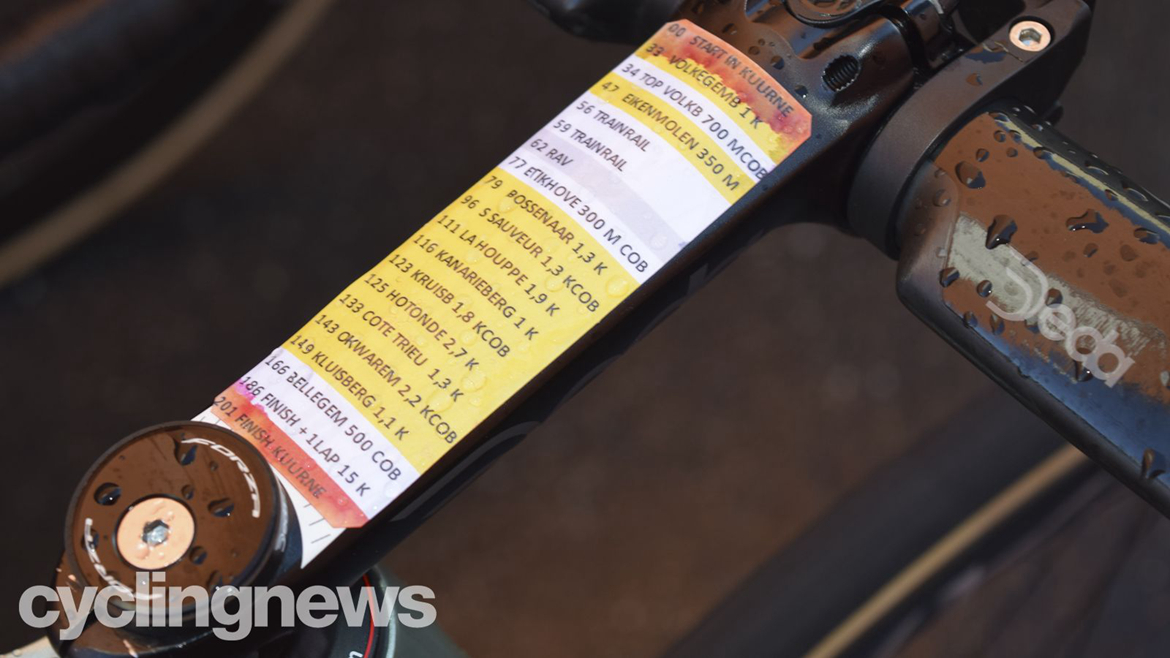 00 START IN KUURNE
33 VOLKEGEMB 1 K
34 TOP VOLKB 700 MCOB
47 EIKENMOLEN 350 M
56 TRAINRAIL
59 TRAINRAIL
62 RAV
77 ETIKHOVE 300 M COB
79 BOSSENAAR 1,3 K
96 S SAUVEUR 1,3 KCOB
111 LA HOUPPE 1,9 K
116 KANARIEBERG 1 K
123 KRUISB 1,8 KCOB
125 HOTONDE 2,7 K
133 COTE TRIEU 1,3 K
143 OKWAREM 2,2 KCOB
149 KLUISBERG 1,1 K
166 BELLEGEM 500 COB
186 FINISH + 1 LAP 15 K
201 FINISH KUURNE
Deda
FORZA
cyclingnews